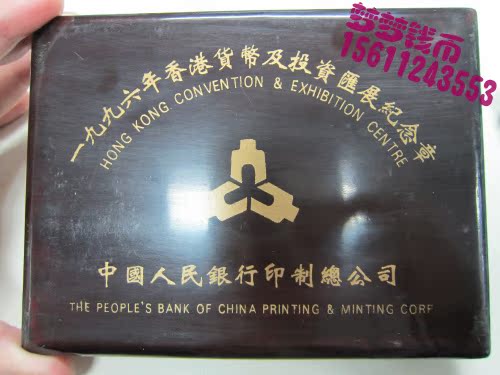 梦梦钱币
15611243553
一九九六年香港貨幣及投資匯展紀念章
HONG KONG CONVENTION & EXHIBITION CENTRE
中國人民銀行印制總公司
THE PEOPLE'S BANK OF CHINA PRINTING & MINTING CORP